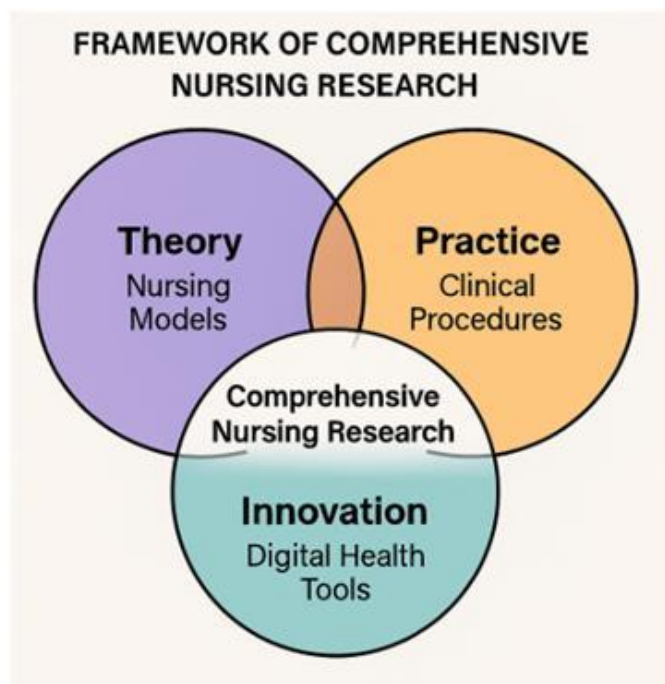 FRAMEWORK OF COMPREHENSIVE
NURSING RESEARCH
Theory
Nursing
Models
Practice
Clinical
Procedures
Comprehensive
Nursing Research
Innovation
Digital Health
Tools